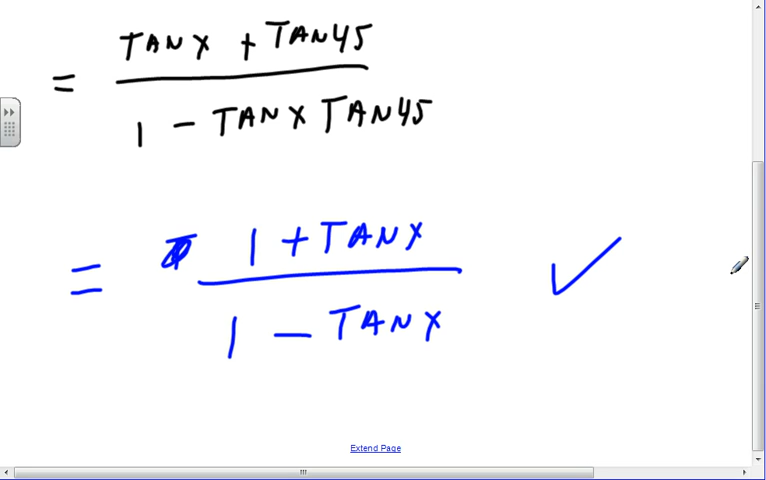 = TAN X + TAN 45
1 - TAN X TAN 45
= 1 + TAN X
1 - TAN X
Extend Page